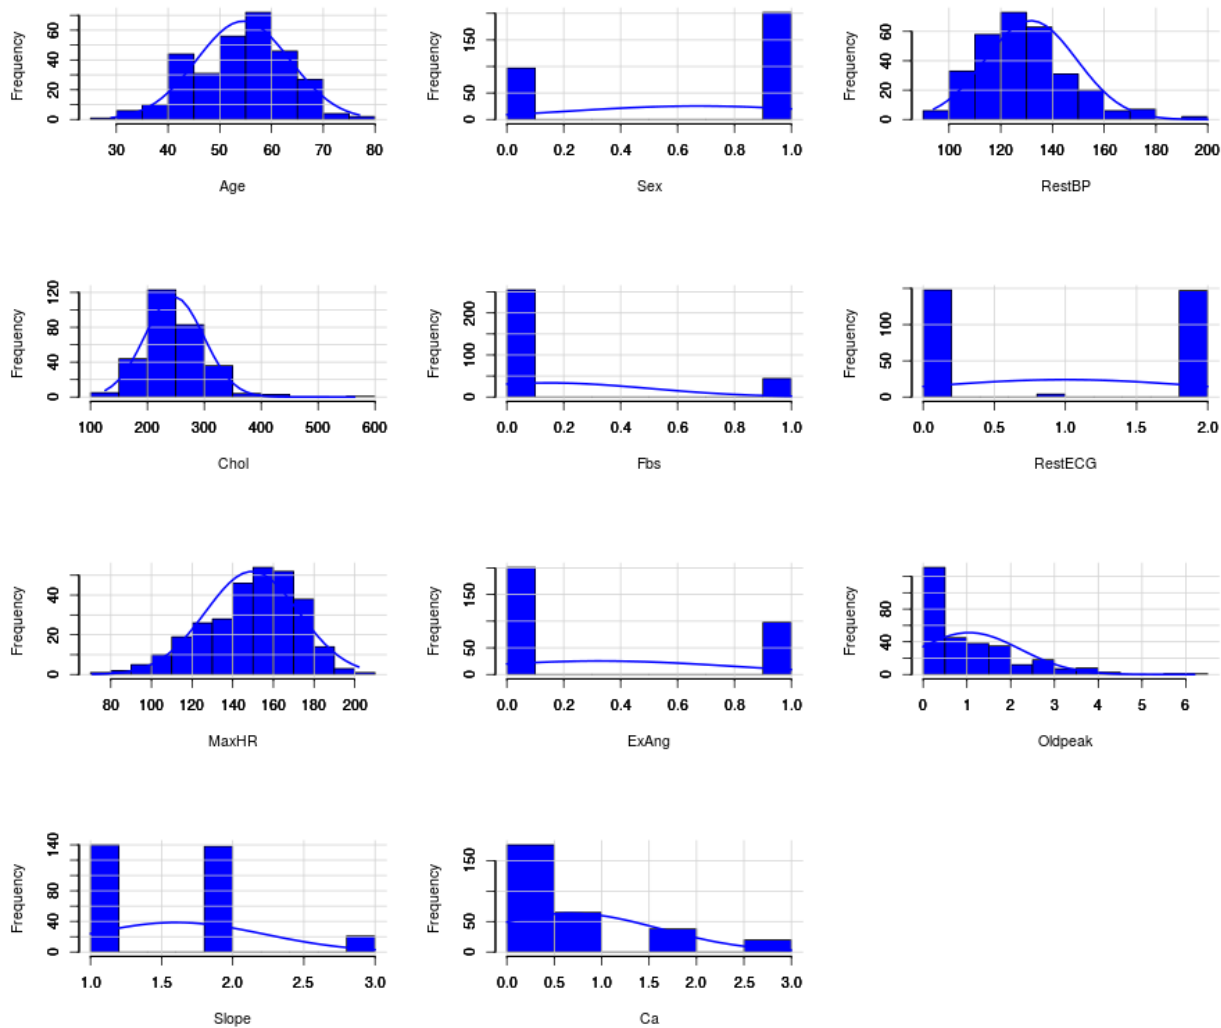 Frequency
0 20 40 60
30 40 50 60 70 80
Age
Frequency
0 50 150
0.0 0.2 0.4 0.6 0.8 1.0
Sex
Frequency
0 20 40 60
100 120 140 160 180 200
RestBP
Frequency
0 40 80 120
100 200 300 400 500 600
Chol
Frequency
0 100 200
0.0 0.2 0.4 0.6 0.8 1.0
Fbs
Frequency
0 50 100
0.0 0.5 1.0 1.5 2.0
RestECG
Frequency
0 20 40
80 100 120 140 160 180 200
MaxHR
Frequency
0 50 150
0.0 0.2 0.4 0.6 0.8 1.0
ExAng
Frequency
0 40 80
0 1 2 3 4 5 6
Oldpeak
Frequency
0 40 80 140
1.0 1.5 2.0 2.5 3.0
Slope
Frequency
0 50 150
0.0 0.5 1.0 1.5 2.0 2.5 3.0
Ca